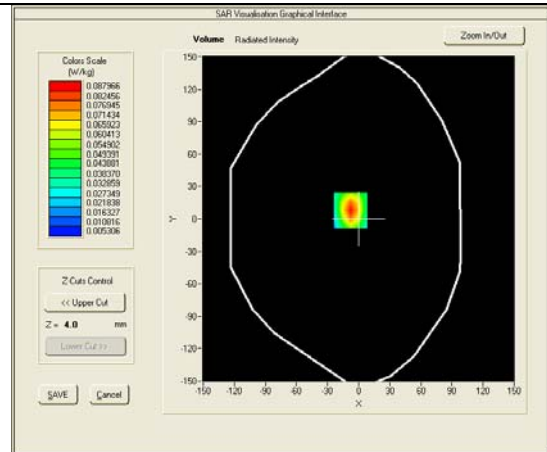 SAR Visualisation Graphical Interface
Volume Radiated Intensity
Zoom In/Out
Colors Scale
(W/kg)
0.087966
0.082456
0.076945
0.071434
0.065923
0.060413
0.054902
0.049391
0.043881
0.038370
0.032859
0.027349
0.021838
0.016327
0.010816
0.005306
Z Cuts Control
<< Upper Cut
Z = 4.0 mm
Lower Cut >>
SAVE Cancel
150
120
90
60
30
0
-30
-60
-90
-120
-150
Y
-150 -120 -90 -60 -30 0 30 60 90 120 150
X